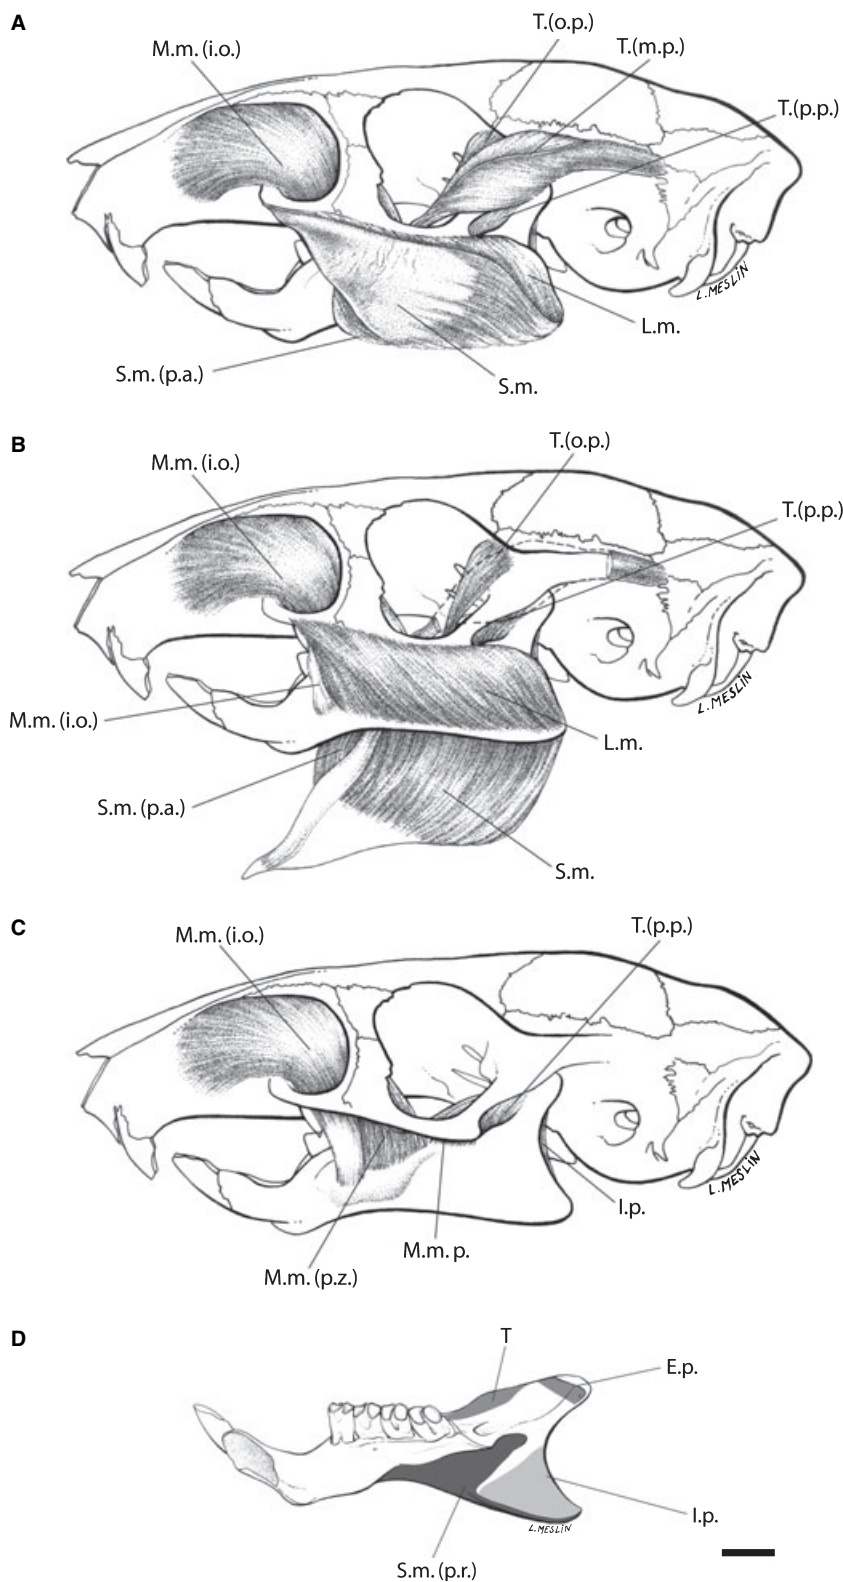 A
T.(o.p.)
M.m. (i.o.)
T.(m.p.)
T.(p.p.)
L.MESLiN
L.m.
S.m. (p.a.)
S.m.
B
T.(o.p.)
M.m. (i.o.)
T.(p.p.)
L.MESLiN
M.m. (i.o.)
L.m.
S.m. (p.a.)
S.m.
C
M.m. (i.o.)
T.(p.p.)
L.MESLiN
I.p.
M.m. p.
M.m. (p.z.)
D
T
E.p.
I.p.
L.MESLiN
S.m. (p.r.)